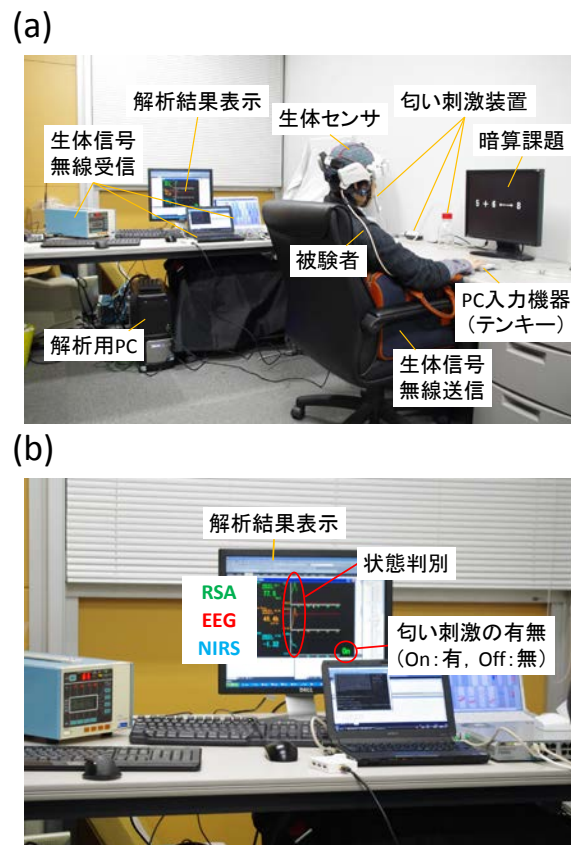 (a)
解析結果表示
匂い刺激装置
生体センサ
暗算課題
生体信号
無線受信
5 + 6 ⟷ 8
被験者
PC入力機器
（テンキー）
解析用PC
生体信号
無線送信
(b)
解析結果表示
状態判別
RSA
EEG
NIRS
匂い刺激の有無
（On：有，Off：無）
On
DELL